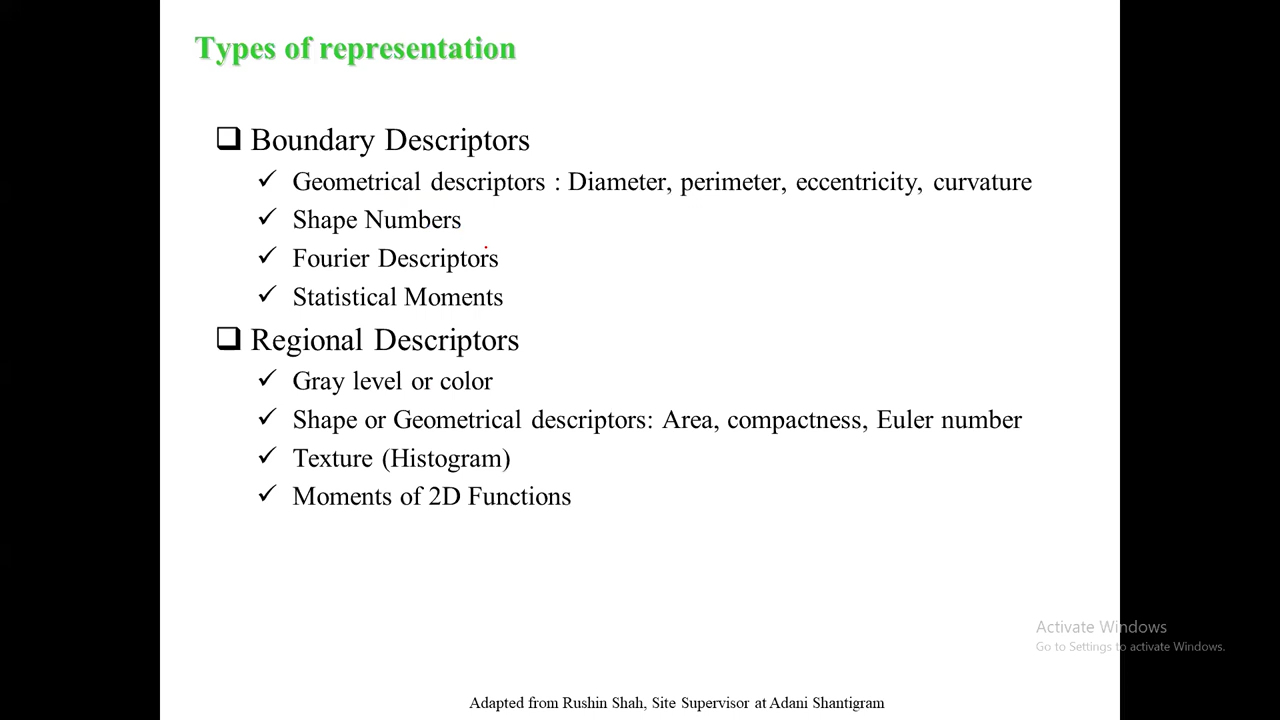 Types of representation
Boundary Descriptors
Geometrical descriptors : Diameter, perimeter, eccentricity, curvature
Shape Numbers
Fourier Descriptors
Statistical Moments
Regional Descriptors
Gray level or color
Shape or Geometrical descriptors: Area, compactness, Euler number
Texture (Histogram)
Moments of 2D Functions
Activate Windows
Go to Settings to activate Windows.
Adapted from Rushin Shah, Site Supervisor at Adani Shantigram